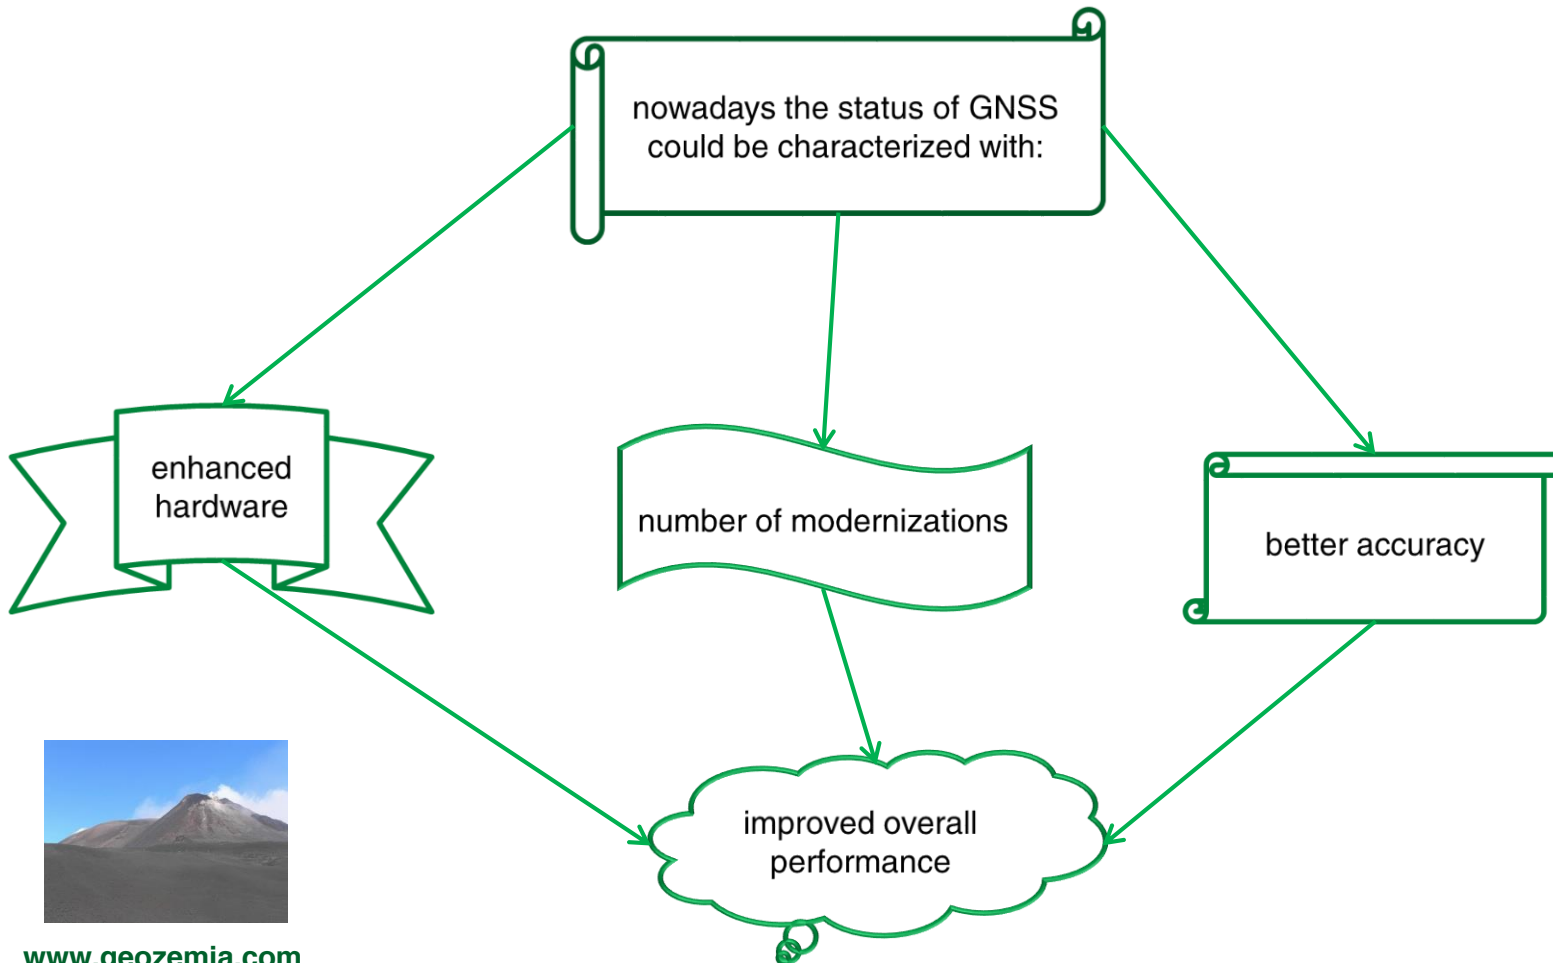 nowadays the status of GNSS
could be characterized with:
enhanced
hardware
number of modernizations
better accuracy
improved overall
performance
www.geozemia.com